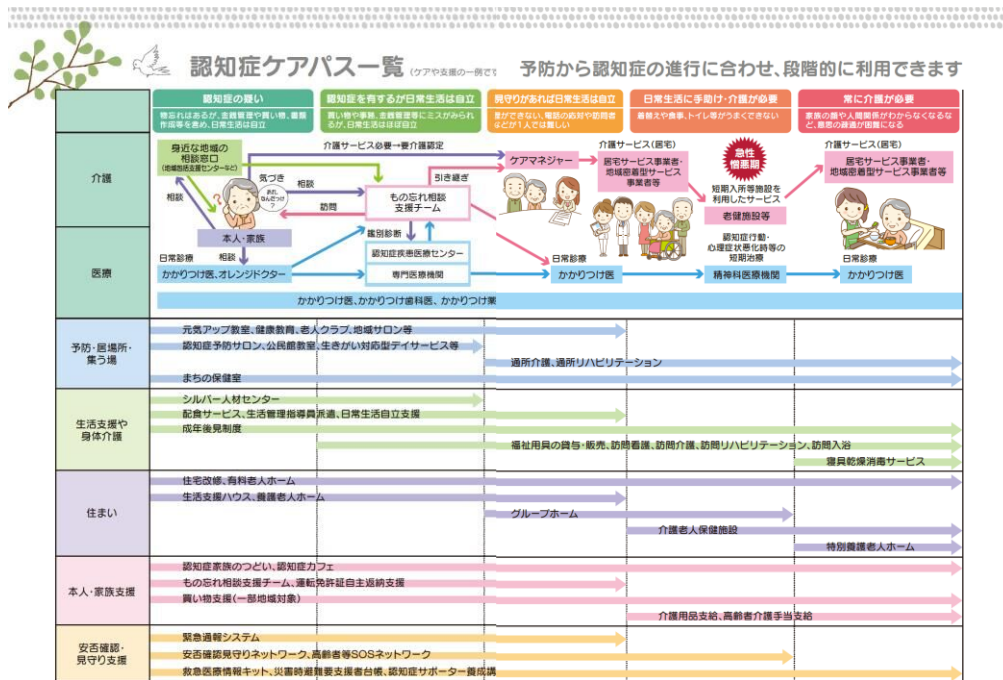 認知症ケアパス一覧 (ケアや支援の一例です
予防から認知症の進行に合わせ、段階的に利用できます
認知症の疑い
物忘れはあるが、金銭管理や買い物、書類
作成等を含め、日常生活は自立
認知症を有するが日常生活は自立
買い物や事務、金銭管理等にミスがみられ
るが、日常生活はほぼ自立
見守りがあれば日常生活は自立
理ができない、電話の応対や訪問者
などが1人では難しい
日常生活に手助け・介護が必要
着替えや食事、トイレ等がうまくできない
常に介護が必要
家族の顔や人間関係がわからなくなるな
ど、意思の疎通が困難になる
介護
身近な地域の
相談窓口
(地域包括支援センターなど)
介護サービス必要→要介護認定
気づき
あれ、
なんだっけ
?
相談
相談
訪問
もの忘れ相談
支援チーム
引き継ぎ
ケアマネジャー
介護サービス(居宅)
居宅サービス事業者・
地域密着型サービス
事業者等
急性
憎悪期
短期入所等施設を
利用したサービス
老健施設等
介護サービス(居宅)
居宅サービス事業者・
地域密着型サービス事業者等
本人・家族
医療
日常診療
相談
かかりつけ医、オレンジドクター
鑑別診断
認知症疾患医療センター
専門医療機関
日常診療
かかりつけ医
認知症行動・
心理症状悪化時等の
短期治療
精神科医療機関
日常診療
かかりつけ医
かかりつけ医、かかりつけ歯科医、かかりつけ薬
予防・居場所・
集う場
元気アップ教室、健康教育、老人クラブ、地域サロン等
認知症予防サロン、公民館教室、生きがい対応型デイサービス等
通所介護、通所リハビリテーション
まちの保健室
生活支援や
身体介護
シルバー人材センター
配食サービス、生活管理指導員派遣、日常生活自立支援
成年後見制度
福祉用具の貸与・販売、訪問看護、訪問介護、訪問リハビリテーション、訪問入浴
寝具乾燥消毒サービス
住まい
住宅改修、有料老人ホーム
生活支援ハウス、養護老人ホーム
グループホーム
介護老人保健施設
特別養護老人ホーム
本人・家族支援
認知症家族のつどい、認知症カフェ
もの忘れ相談支援チーム、運転免許証自主返納支援
買い物支援(一部地域対象)
介護用品支給、高齢者介護手当支給
安否確認・
見守り支援
緊急通報システム
安否確認見守りネットワーク、高齢者等SOSネットワーク
救急医療情報キット、災害時避難要支援者台帳、認知症サポーター養成講